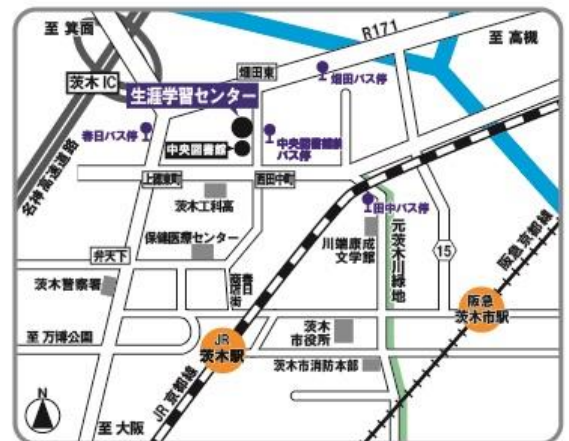 至 箕面
R171
至 高槻
畑田東
茨木 IC
畑田バス停
生涯学習センター
春日バス停
中央図書館前
バス停
中央図書館
名神高速道路
上穂東町
西田中町
茨木工科高
田中バス停
保健医療センター
川端康成
文学館
元茨木川緑地
15
阪急京都線
弁天下
春日
商店街
茨木警察署
阪急
茨木市駅
至 万博公園
JR
茨木駅
茨木
市役所
茨木市消防本部
JR 京都線
N
至 大阪